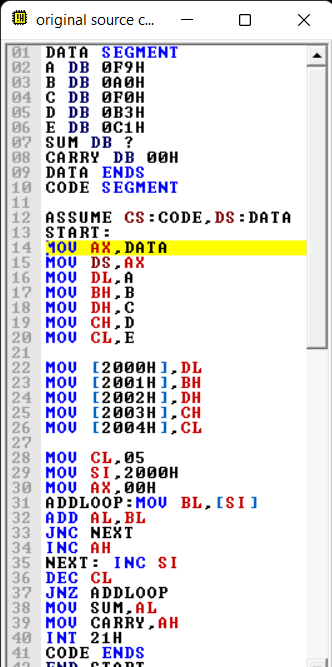 original source c...
01 DATA SEGMENT
02 A DB 0F9H
03 B DB 0A0H
04 C DB 0F0H
05 D DB 0B3H
06 E DB 0C1H
07 SUM DB ?
08 CARRY DB 00H
09 DATA ENDS
10 CODE SEGMENT
11
12 ASSUME CS:CODE,DS:DATA
13 START:
14 MOV AX,DATA
15 MOV DS,AX
16 MOV DL,A
17 MOV BH,B
18 MOV DH,C
19 MOV CH,D
20 MOV CL,E
21
22 MOV [2000H],DL
23 MOV [2001H],BH
24 MOV [2002H],DH
25 MOV [2003H],CH
26 MOV [2004H],CL
27
28 MOV CL,05
29 MOV SI,2000H
30 MOV AX,00H
31 ADDLOOP:MOV BL,[SI]
32 ADD AL,BL
33 JNC NEXT
34 INC AH
35 NEXT: INC SI
36 DEC CL
37 JNZ ADDLOOP
38 MOV SUM,AL
39 MOV CARRY,AH
40 INT 21H
41 CODE ENDS
42 END START